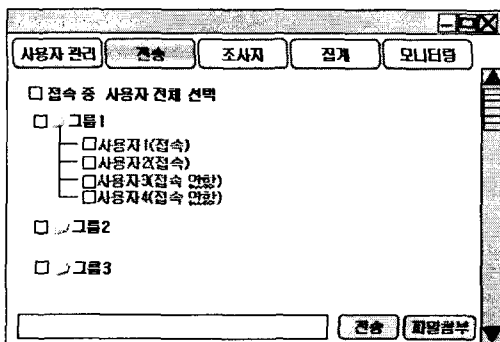 사용자 관리 전송 조사지 집계 모니터링
접속 중 사용자 전체 선택
그룹1
사용자1(접속)
사용자2(접속)
사용자3(접속 안함)
사용자4(접속 안함)
그룹2
그룹3
전송 파일첨부